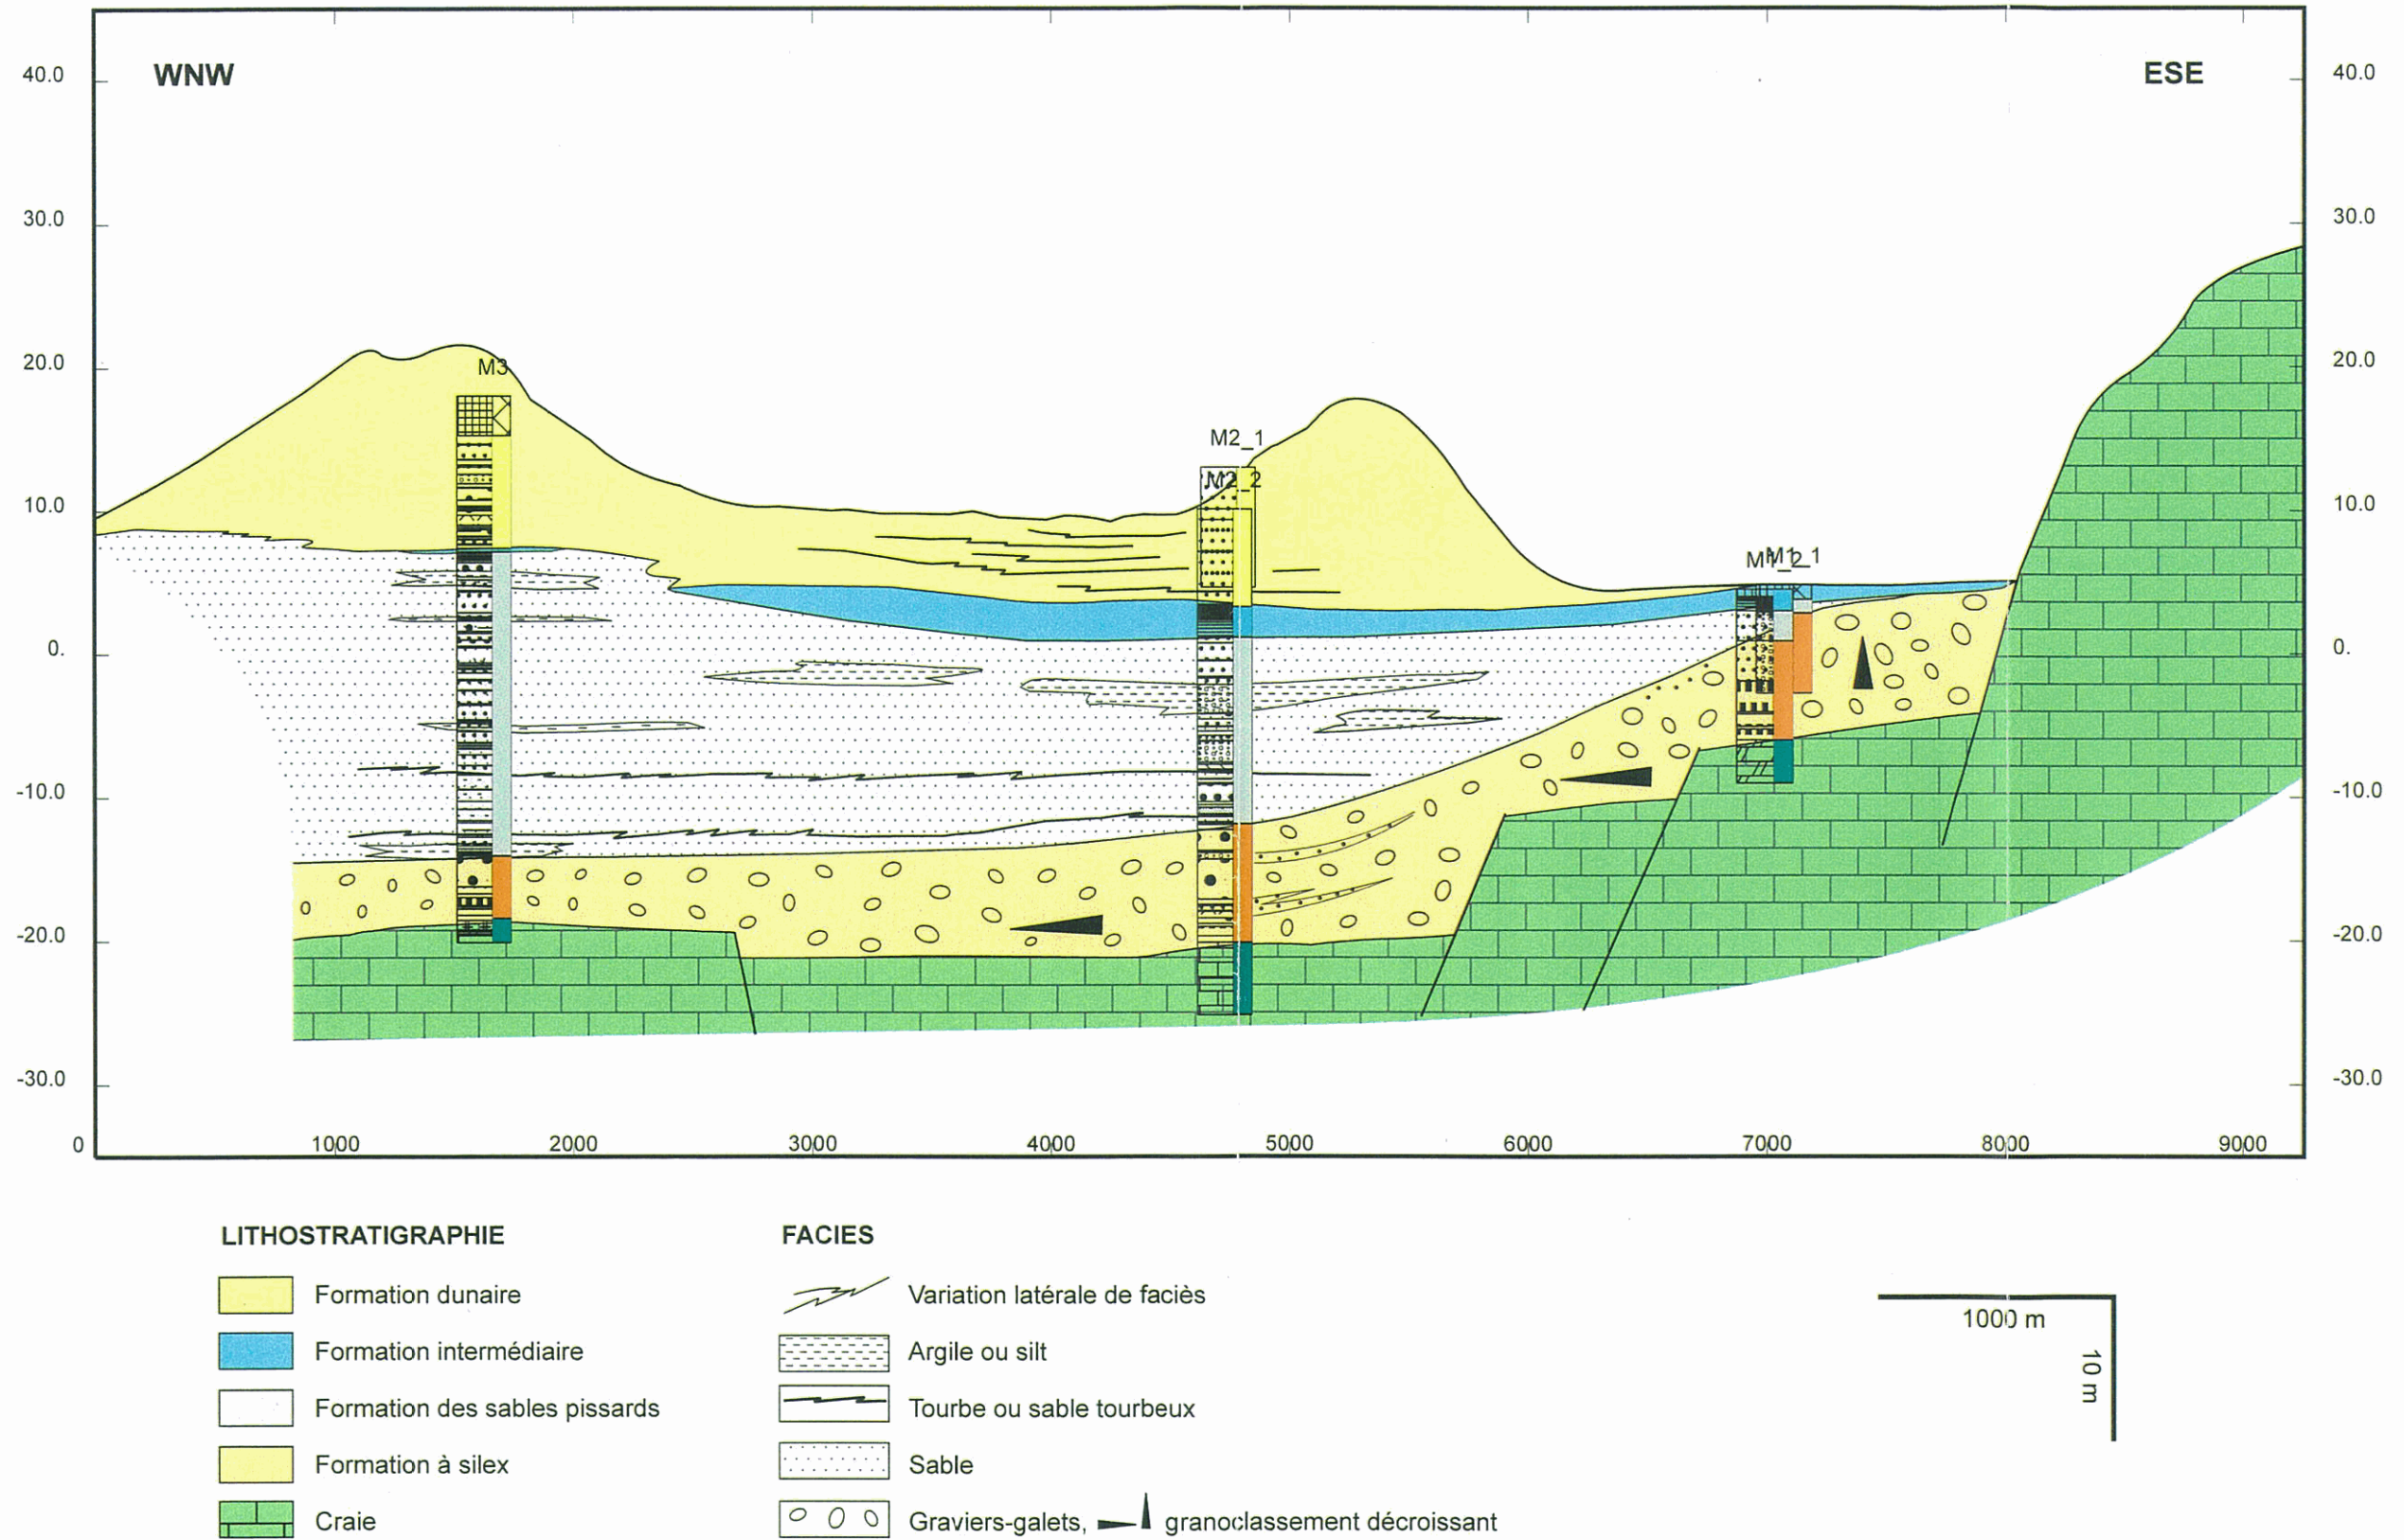 WNW
ESE
40.0
40.0
30.0
30.0
20.0
20.0
M3
M2_1
M2_2
10.0
10.0
M1_2
M1_1
0.
0.
-10.0
-10.0
-20.0
-20.0
-30.0
-30.0
0 1000 2000 3000 4000 5000 6000 7000 8000 9000
LITHOSTRATIGRAPHIE
Formation dunaire
Formation intermédiaire
Formation des sables pissards
Formation à silex
Craie
FACIES
Variation latérale de faciès
Argile ou silt
Tourbe ou sable tourbeux
Sable
Graviers-galets, granoclassement décroissant
1000 m
10 m